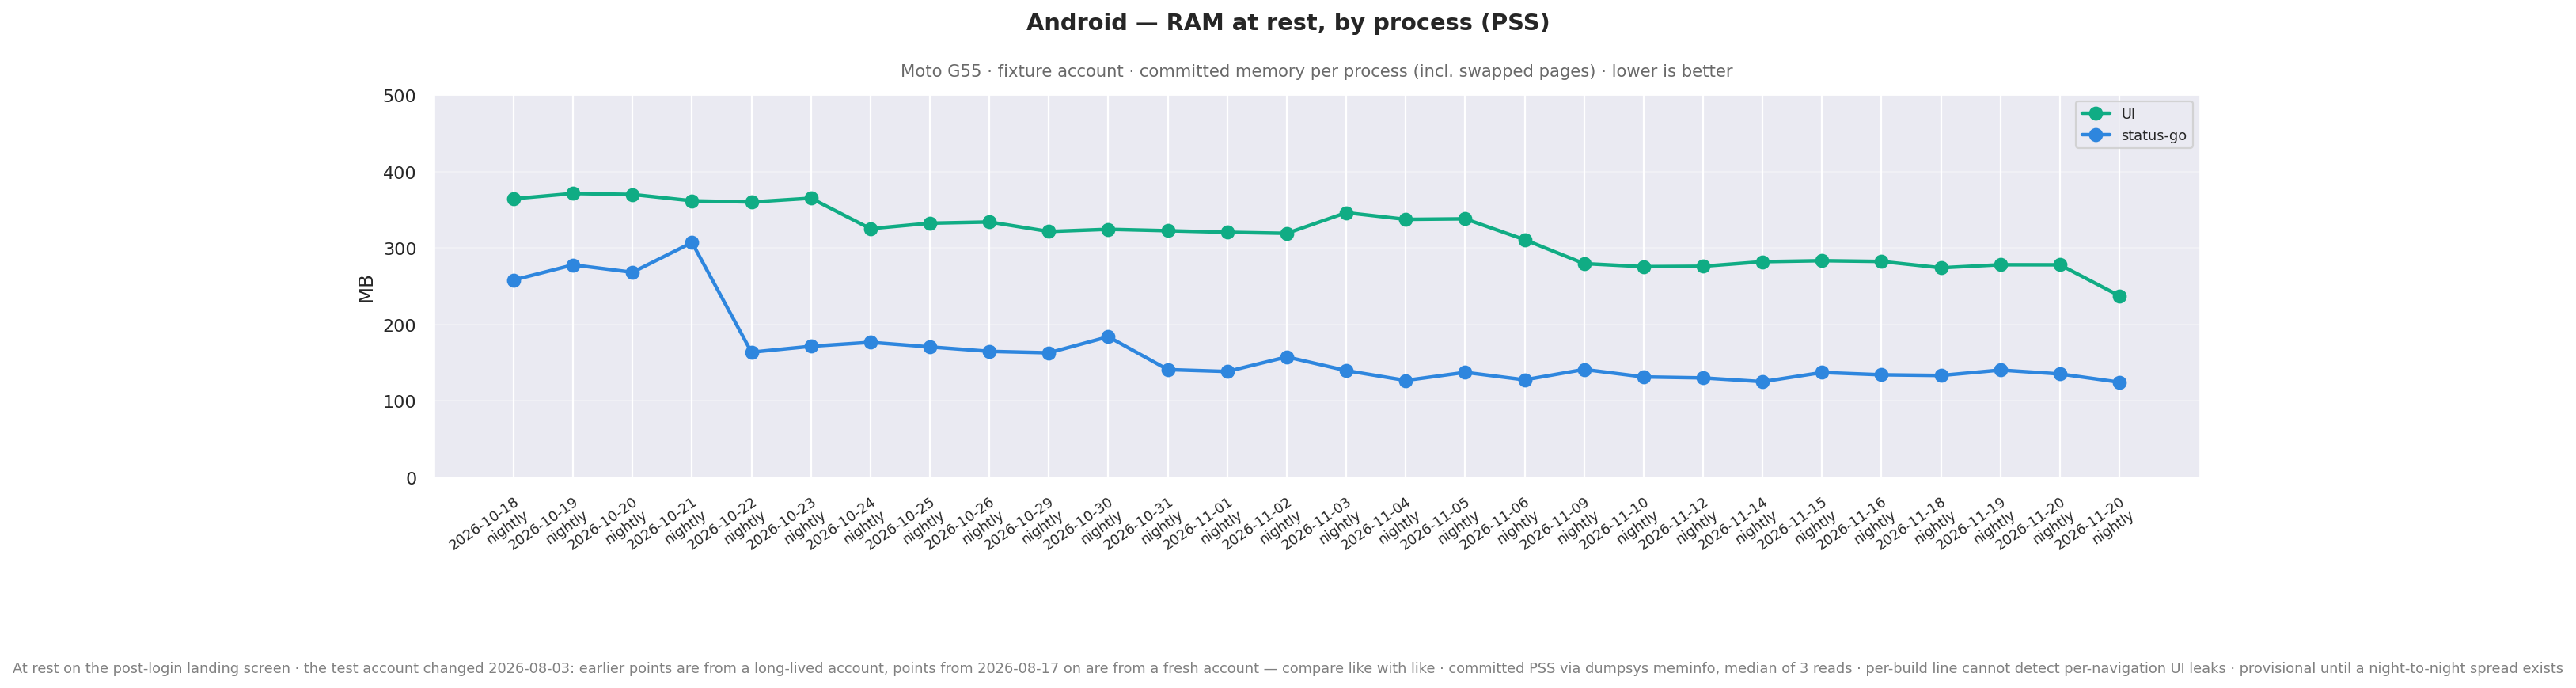 Android — RAM at rest, by process (PSS)
Moto G55 · fixture account · committed memory per process (incl. swapped pages) · lower is better
500
400
300
200
100
0
MB
UI
status-go
2026-10-18
nightly
2026-10-19
nightly
2026-10-20
nightly
2026-10-21
nightly
2026-10-22
nightly
2026-10-23
nightly
2026-10-24
nightly
2026-10-25
nightly
2026-10-26
nightly
2026-10-29
nightly
2026-10-30
nightly
2026-10-31
nightly
2026-11-01
nightly
2026-11-02
nightly
2026-11-03
nightly
2026-11-04
nightly
2026-11-05
nightly
2026-11-06
nightly
2026-11-09
nightly
2026-11-10
nightly
2026-11-12
nightly
2026-11-14
nightly
2026-11-15
nightly
2026-11-16
nightly
2026-11-18
nightly
2026-11-19
nightly
2026-11-20
nightly
2026-11-20
nightly
At rest on the post-login landing screen · the test account changed 2026-08-03: earlier points are from a long-lived account, points from 2026-08-17 on are from a fresh account — compare like with like · committed PSS via dumpsys meminfo, median of 3 reads · per-build line cannot detect per-navigation UI leaks · provisional until a night-to-night spread exists